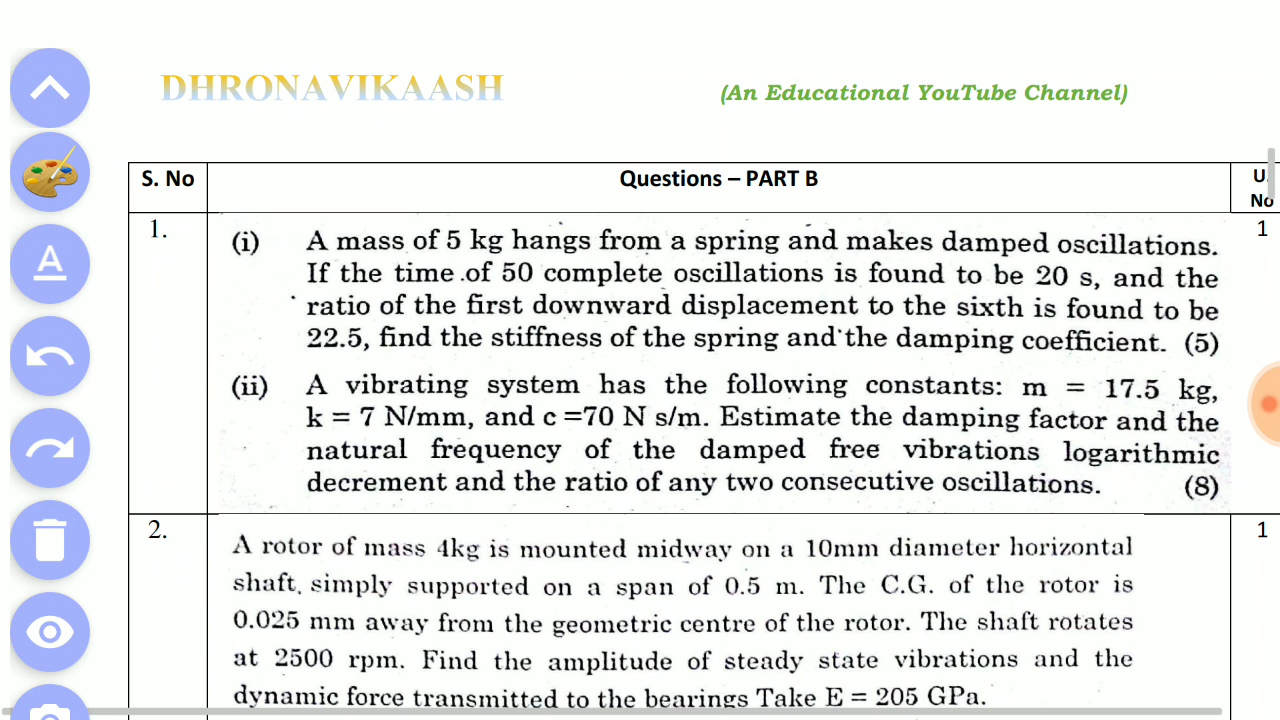 DHRONAVIKAASH
(An Educational YouTube Channel)
S. No
Questions – PART B
U.
No
1.
(i) A mass of 5 kg hangs from a spring and makes damped oscillations.
If the time of 50 complete oscillations is found to be 20 s, and the
ratio of the first downward displacement to the sixth is found to be
22.5, find the stiffness of the spring and the damping coefficient. (5)
(ii) A vibrating system has the following constants: m = 17.5 kg,
k = 7 N/mm, and c =70 N s/m. Estimate the damping factor and the
natural frequency of the damped free vibrations logarithmic
decrement and the ratio of any two consecutive oscillations. (8)
1
2.
A rotor of mass 4kg is mounted midway on a 10mm diameter horizontal
shaft, simply supported on a span of 0.5 m. The C.G. of the rotor is
0.025 mm away from the geometric centre of the rotor. The shaft rotates
at 2500 rpm. Find the amplitude of steady state vibrations and the
dynamic force transmitted to the bearings Take E = 205 GPa.
1